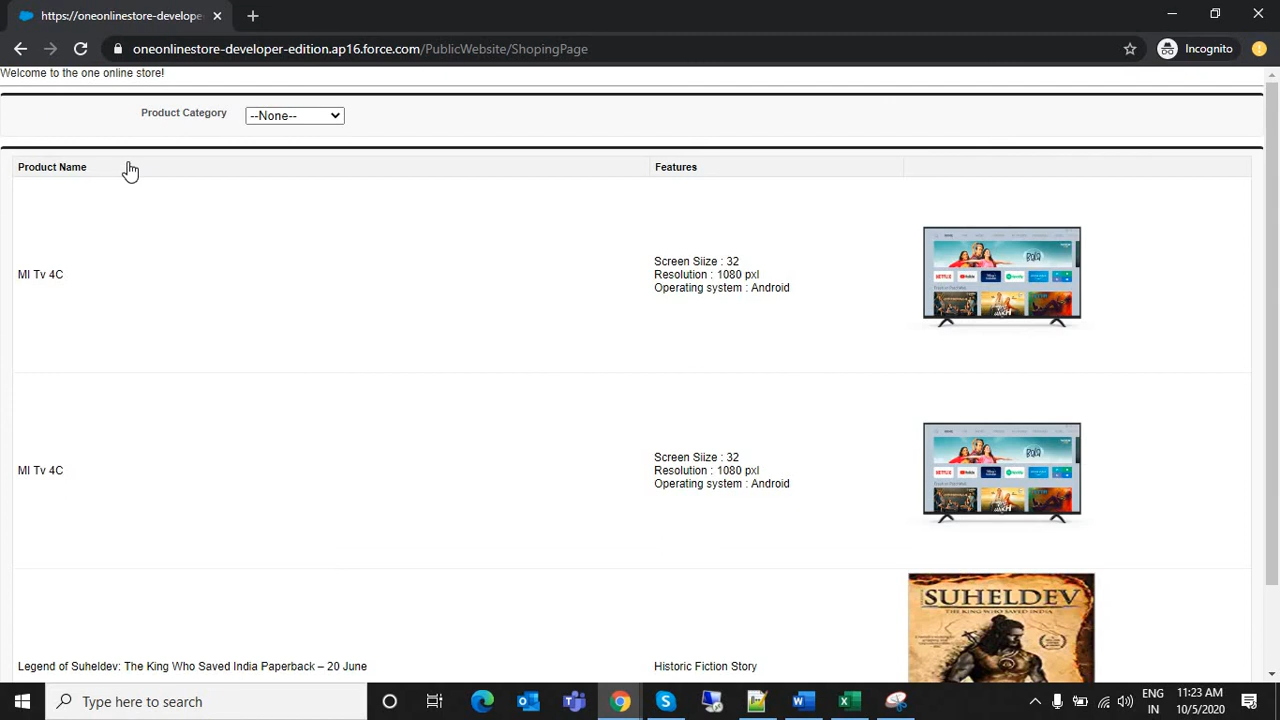 https://oneonlinestore-develope
oneonlinestore-developer-edition.ap16.force.com/PublicWebsite/ShopingPage
Incognito
Welcome to the one online store!
Product Category
--None--
Product Name
Features
MI Tv 4C
Screen Siize : 32
Resolution : 1080 pxl
Operating system : Android
MI Tv 4C
Screen Siize : 32
Resolution : 1080 pxl
Operating system : Android
Legend of Suheldev: The King Who Saved India Paperback – 20 June
Historic Fiction Story
SUHELDEV
THE KING WHO SAVED INDIA
Type here to search
ENG
IN
11:23 AM
10/5/2020